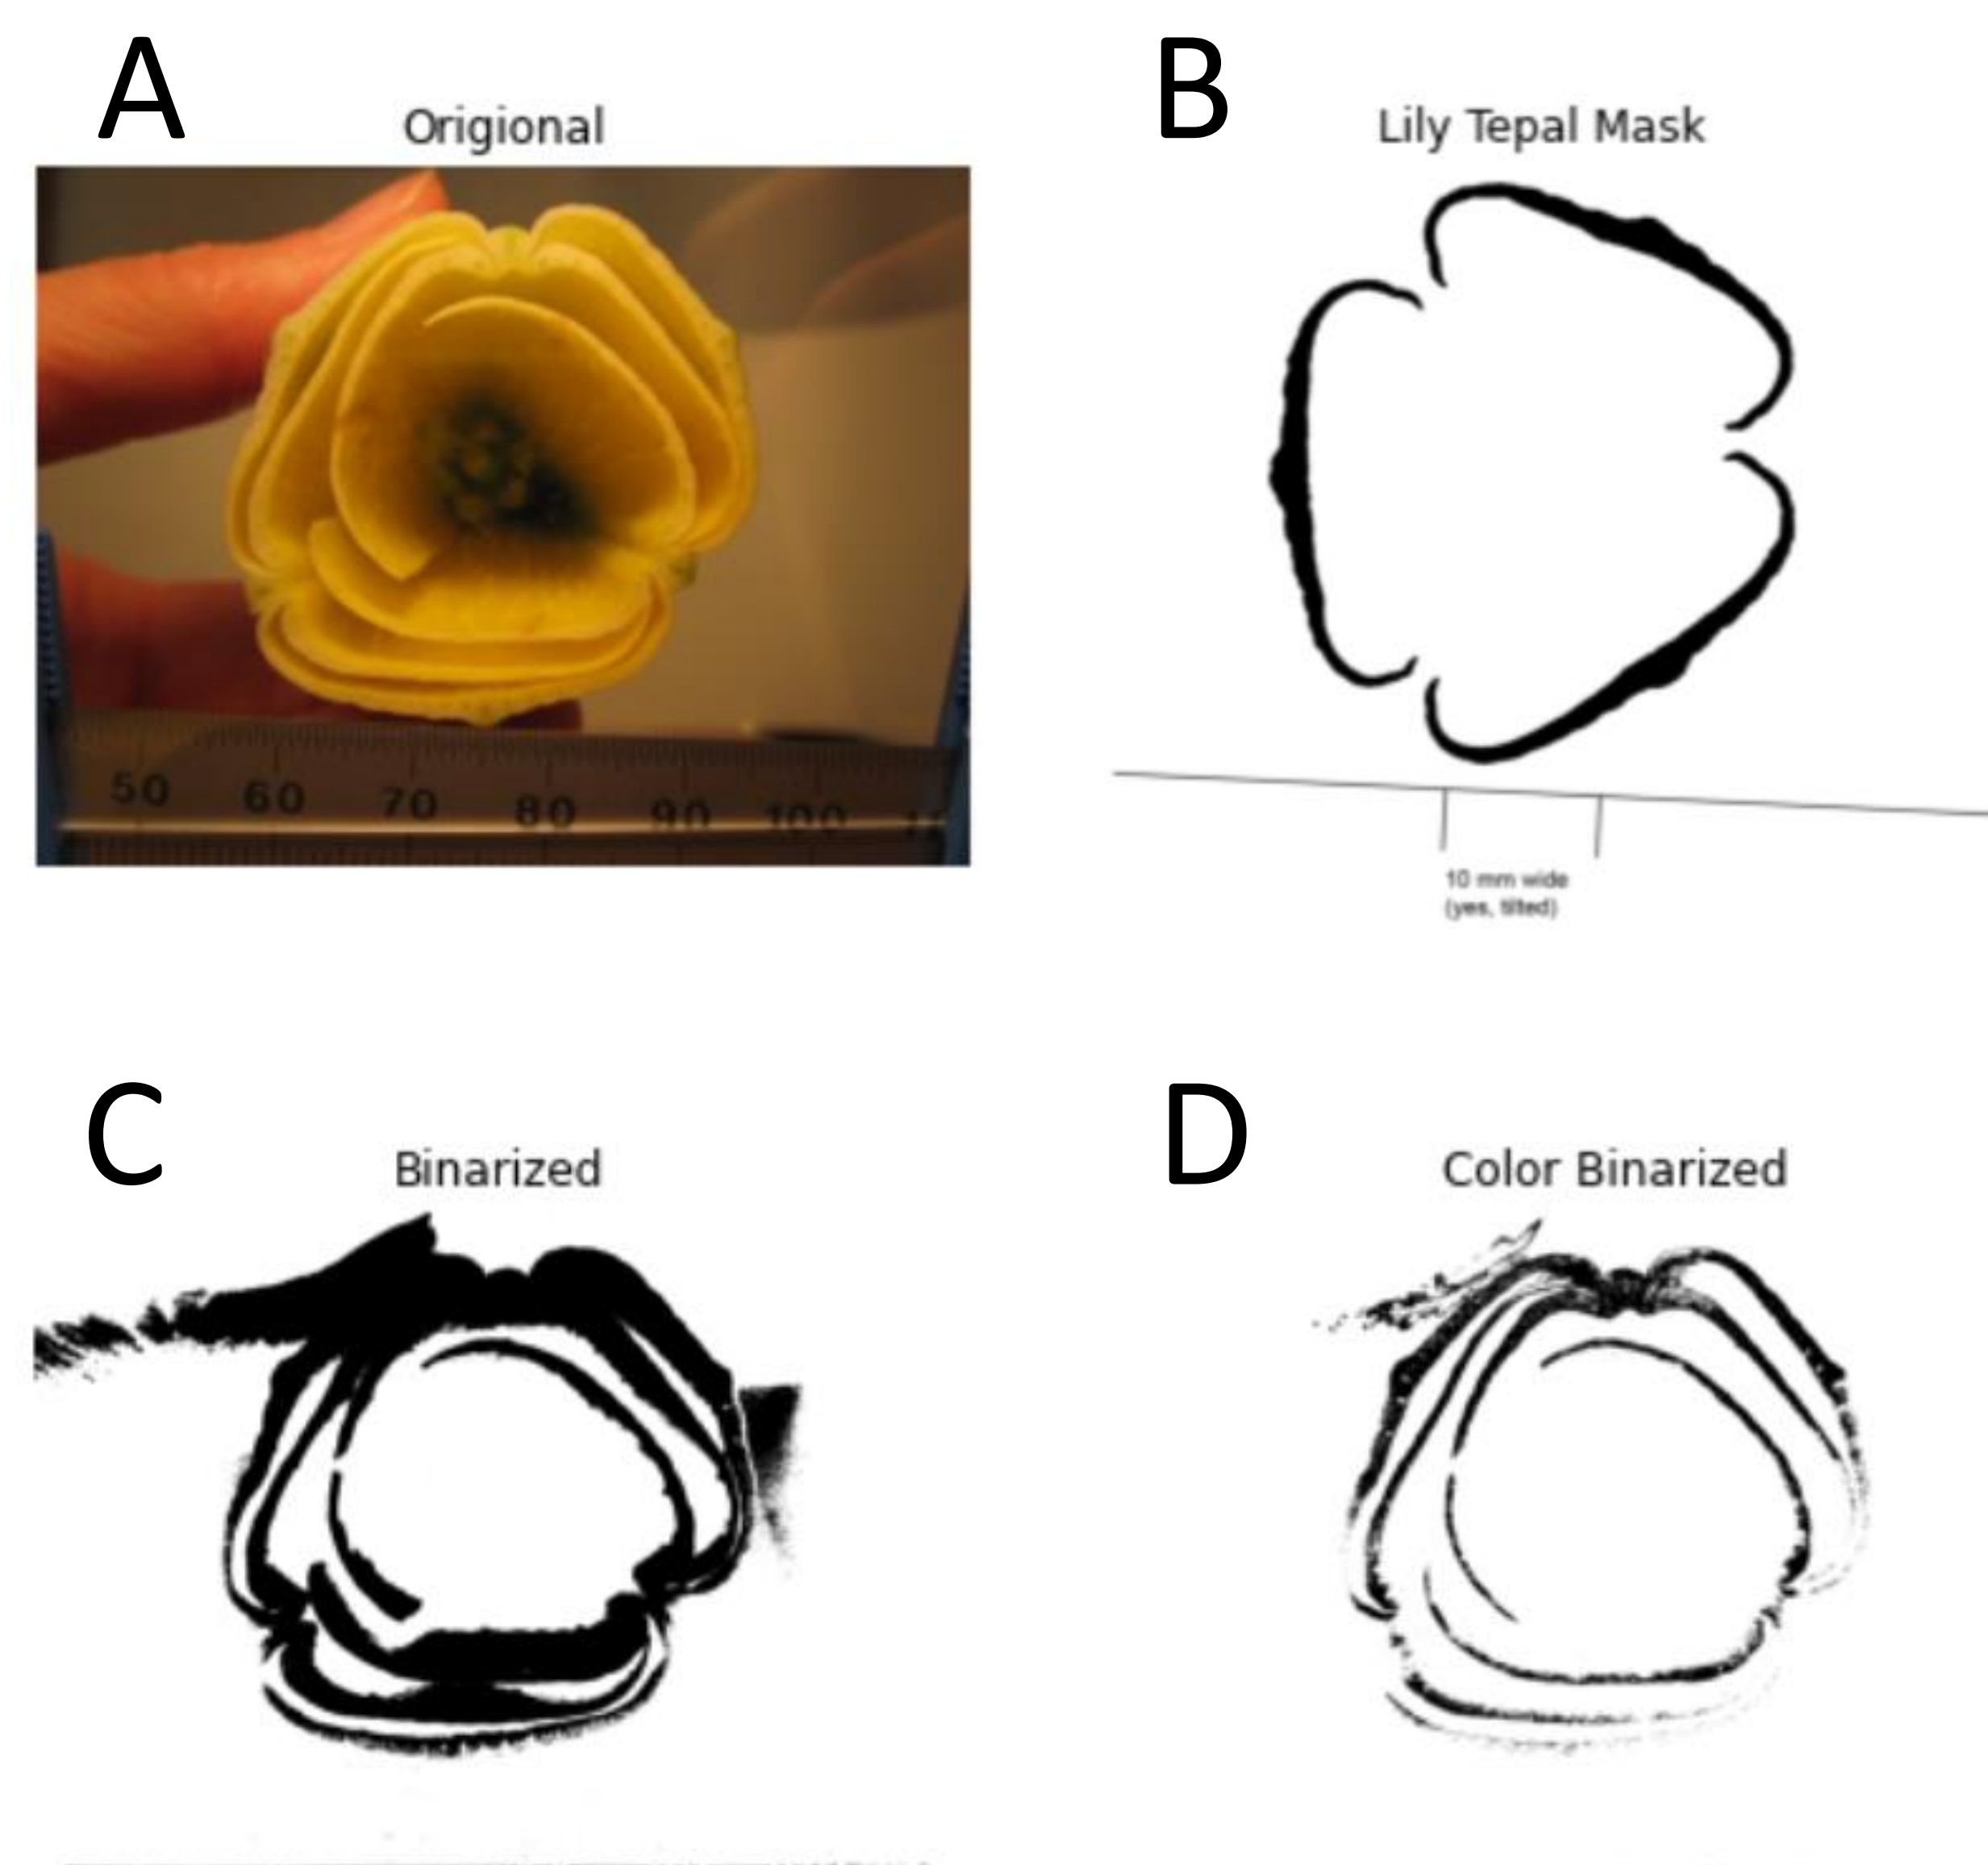 A
B
Origional
Lily Tepal Mask
50 60 70 80 90 100
10 mm wide
(yes, tilted)
C
D
Binarized
Color Binarized